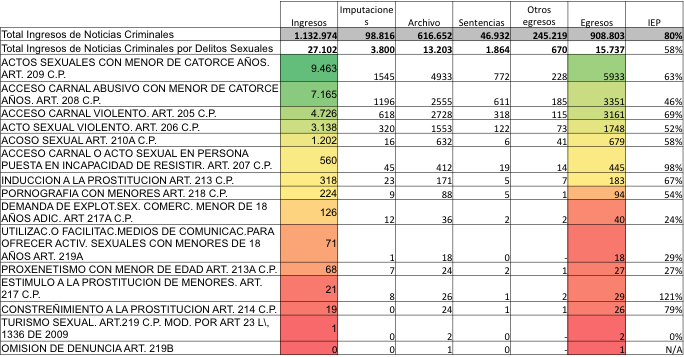 Ingresos Imputaciones Archivo Sentencias Otros egresos Egresos IEP
Total Ingresos de Noticias Criminales 1.132.974 98.816 616.652 46.932 245.219 908.803 80%
Total Ingresos de Noticias Criminales por Delitos Sexuales 27.102 3.800 13.203 1.864 670 15.737 58%
ACTOS SEXUALES CON MENOR DE CATORCE AÑOS.
ART. 209 C.P. 9.463 1545 4933 772 228 5933 63%
ACCESO CARNAL ABUSIVO CON MENOR DE CATORCE
AÑOS. ART. 208 C.P. 7.165 1196 2555 611 185 3351 46%
ACCESO CARNAL VIOLENTO. ART. 205 C.P. 4.726 618 2728 318 115 3161 69%
ACTO SEXUAL VIOLENTO. ART. 206 C.P. 3.138 320 1553 122 73 1748 52%
ACOSO SEXUAL ART. 210A C.P. 1.202 16 632 6 41 679 58%
ACCESO CARNAL O ACTO SEXUAL EN PERSONA
PUESTA EN INCAPACIDAD DE RESISTIR. ART. 207 C.P. 560 45 412 19 14 445 98%
INDUCCION A LA PROSTITUCION ART. 213 C.P. 318 23 171 5 7 183 67%
PORNOGRAFIA CON MENORES ART. 218 C.P. 224 9 88 5 1 94 54%
DEMANDA DE EXPLOT.SEX. COMERC. MENOR DE 18
AÑOS ADIC. ART 217A C.P. 126 12 36 2 2 40 24%
UTILIZAC.O FACILITAC.MEDIOS DE COMUNICAC.PARA
OFRECER ACTIV. SEXUALES CON MENORES DE 18
AÑOS ART. 219A 71 1 18 0 - 18 29%
PROXENETISMO CON MENOR DE EDAD ART. 213A C.P. 68 7 24 2 1 27 27%
ESTIMULO A LA PROSTITUCION DE MENORES. ART.
217 C.P. 21 8 26 1 2 29 121%
CONSTREÑIMIENTO A LA PROSTITUCION ART. 214 C.P. 19 0 24 1 1 26 79%
TURISMO SEXUAL. ART.219 C.P. MOD. POR ART 23 L\,
1336 DE 2009 1 0 2 0 - 2 0%
OMISION DE DENUNCIA ART. 219B 0 0 1 0 - 1 N/A